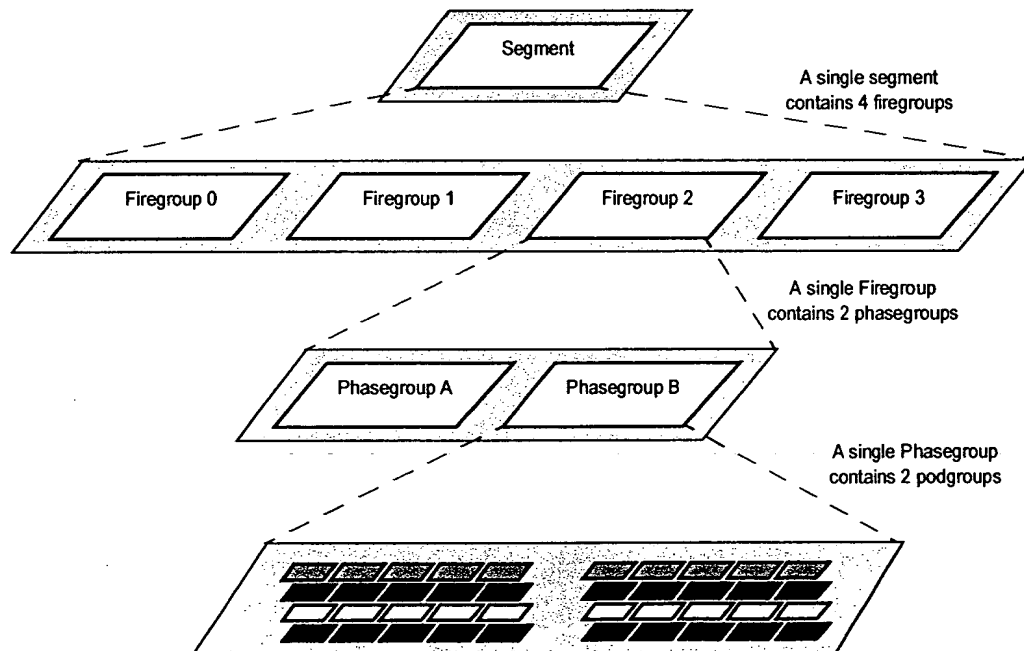 Segment
A single segment
contains 4 firegroups
Firegroup 0
Firegroup 1
Firegroup 2
Firegroup 3
A single Firegroup
contains 2 phasegroups
Phasegroup A
Phasegroup B
A single Phasegroup
contains 2 podgroups